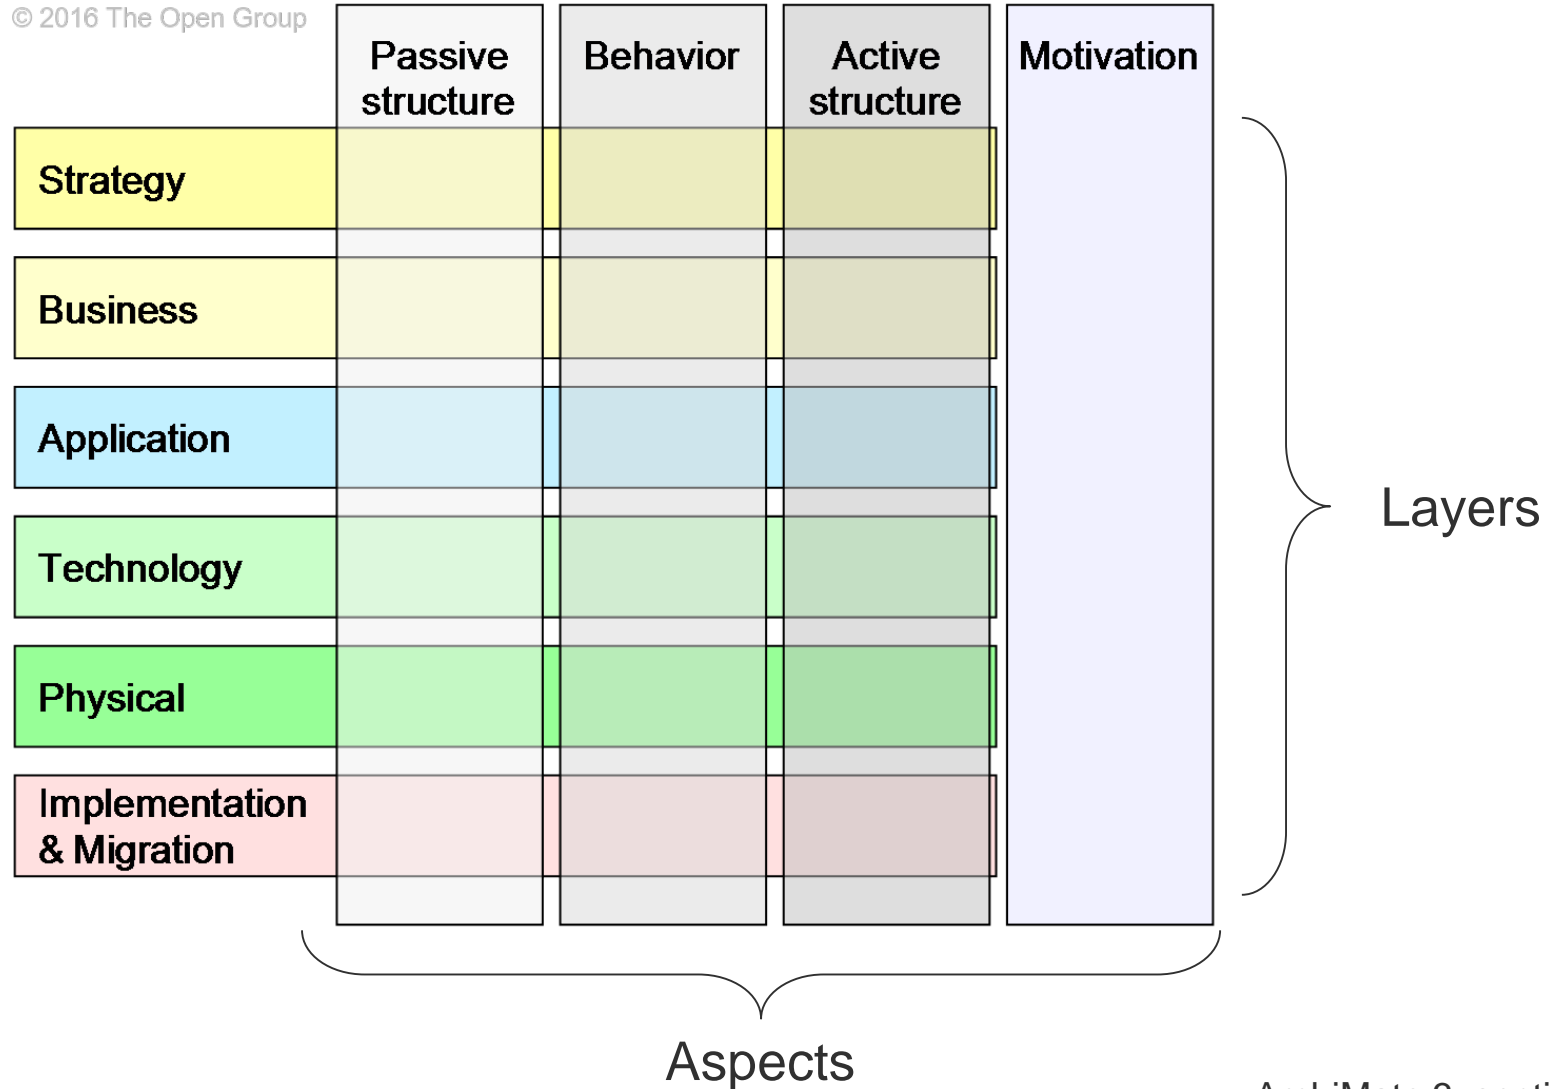 © 2016 The Open Group
Passive
structure
Behavior
Active
structure
Motivation
Strategy
Business
Application
Technology
Physical
Implementation
& Migration
Layers
Aspects